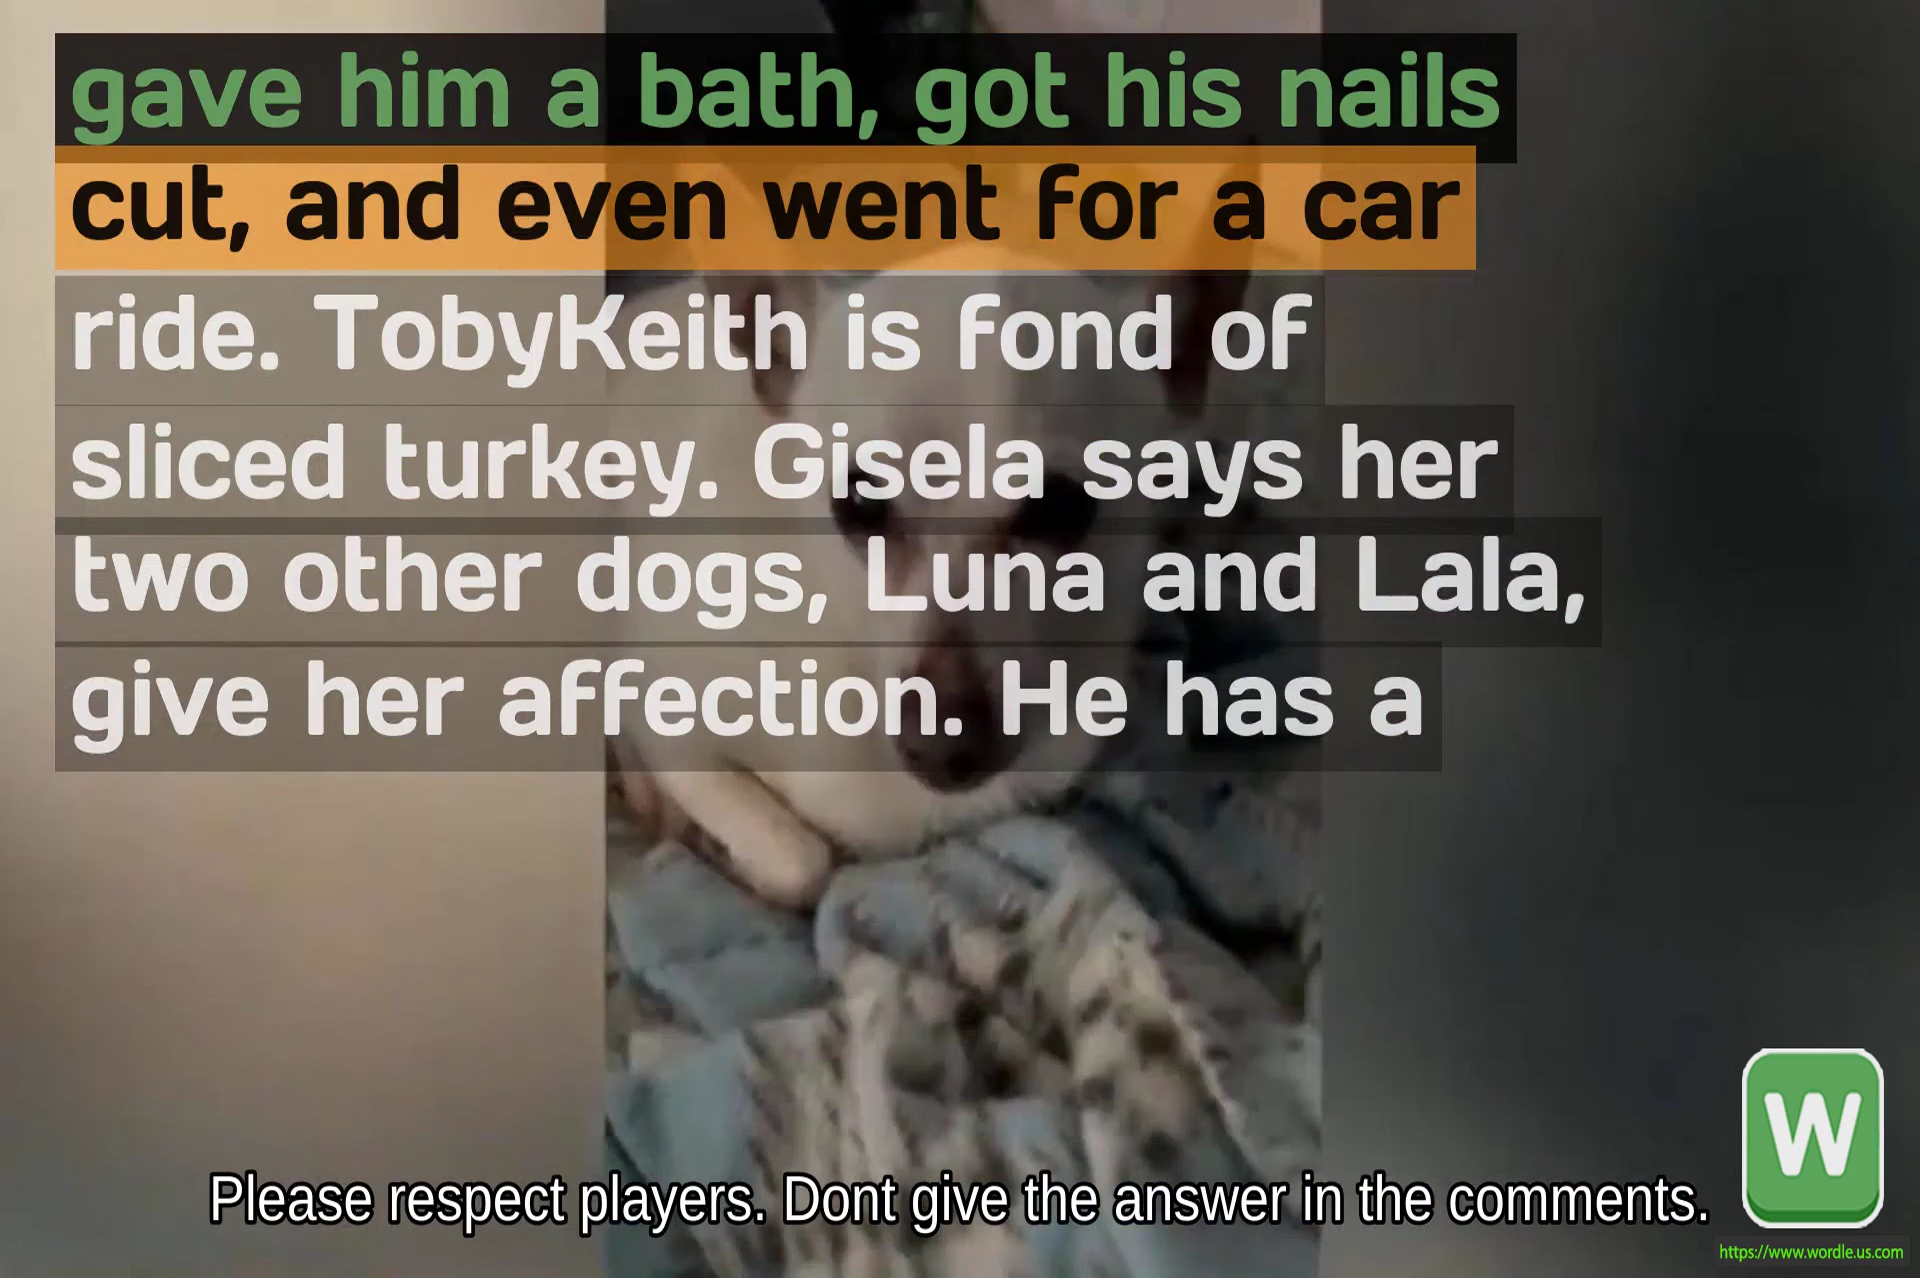 gave him a bath, got his nails
cut, and even went for a car
ride. TobyKeith is fond of
sliced turkey. Gisela says her
two other dogs, Luna and Lala,
give her affection. He has a
W
Please respect players. Dont give the answer in the comments.
https://www.wordle.us.com